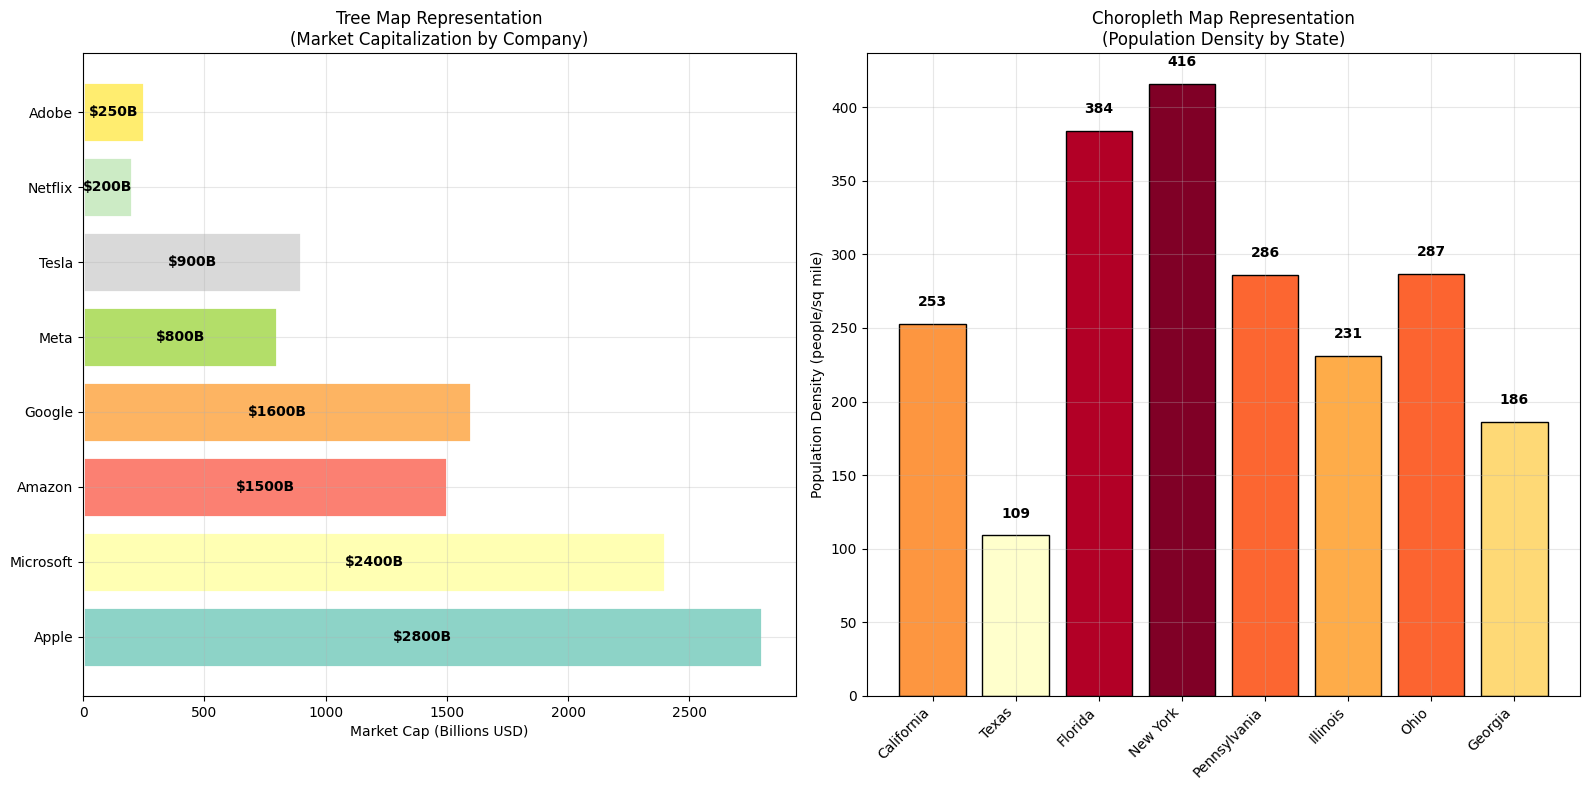 Tree Map Representation
(Market Capitalization by Company)
Adobe
$250B
Netflix
$200B
Tesla
$900B
Meta
$800B
Google
$1600B
Amazon
$1500B
Microsoft
$2400B
Apple
$2800B
0
500
1000
1500
2000
2500
Market Cap (Billions USD)
Choropleth Map Representation
(Population Density by State)
Population Density (people/sq mile)
400
350
300
250
200
150
100
50
0
253
109
384
416
286
231
287
186
California
Texas
Florida
New York
Pennsylvania
Illinois
Ohio
Georgia